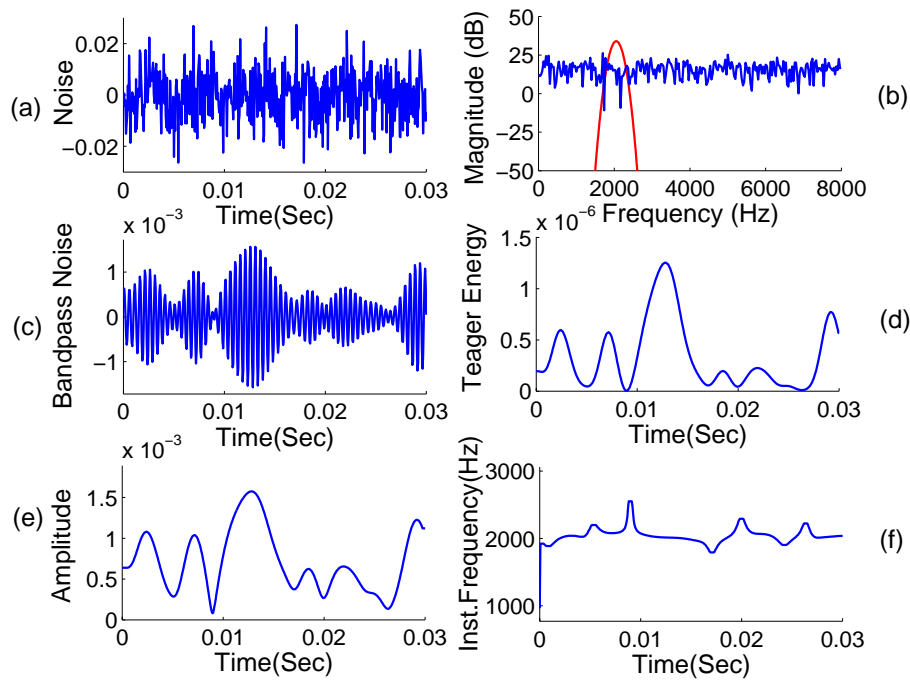 (a)
Noise
0.02
0
−0.02
0
0.01
0.02
0.03
Time(Sec)
(b)
Magnitude (dB)
50
25
0
−25
−50
0
2000
4000
6000
8000
Frequency (Hz)
(c)
Bandpass Noise
x 10−3
1
0
−1
0
0.01
0.02
0.03
Time(Sec)
(d)
Teager Energy
x 10−6
1.5
1
0.5
0
0
0.01
0.02
0.03
Time(Sec)
(e)
Amplitude
x 10−3
1.5
1
0.5
0
0
0.01
0.02
0.03
Time(Sec)
(f)
Inst.Frequency(Hz)
3000
2000
1000
0
0.01
0.02
0.03
Time(Sec)